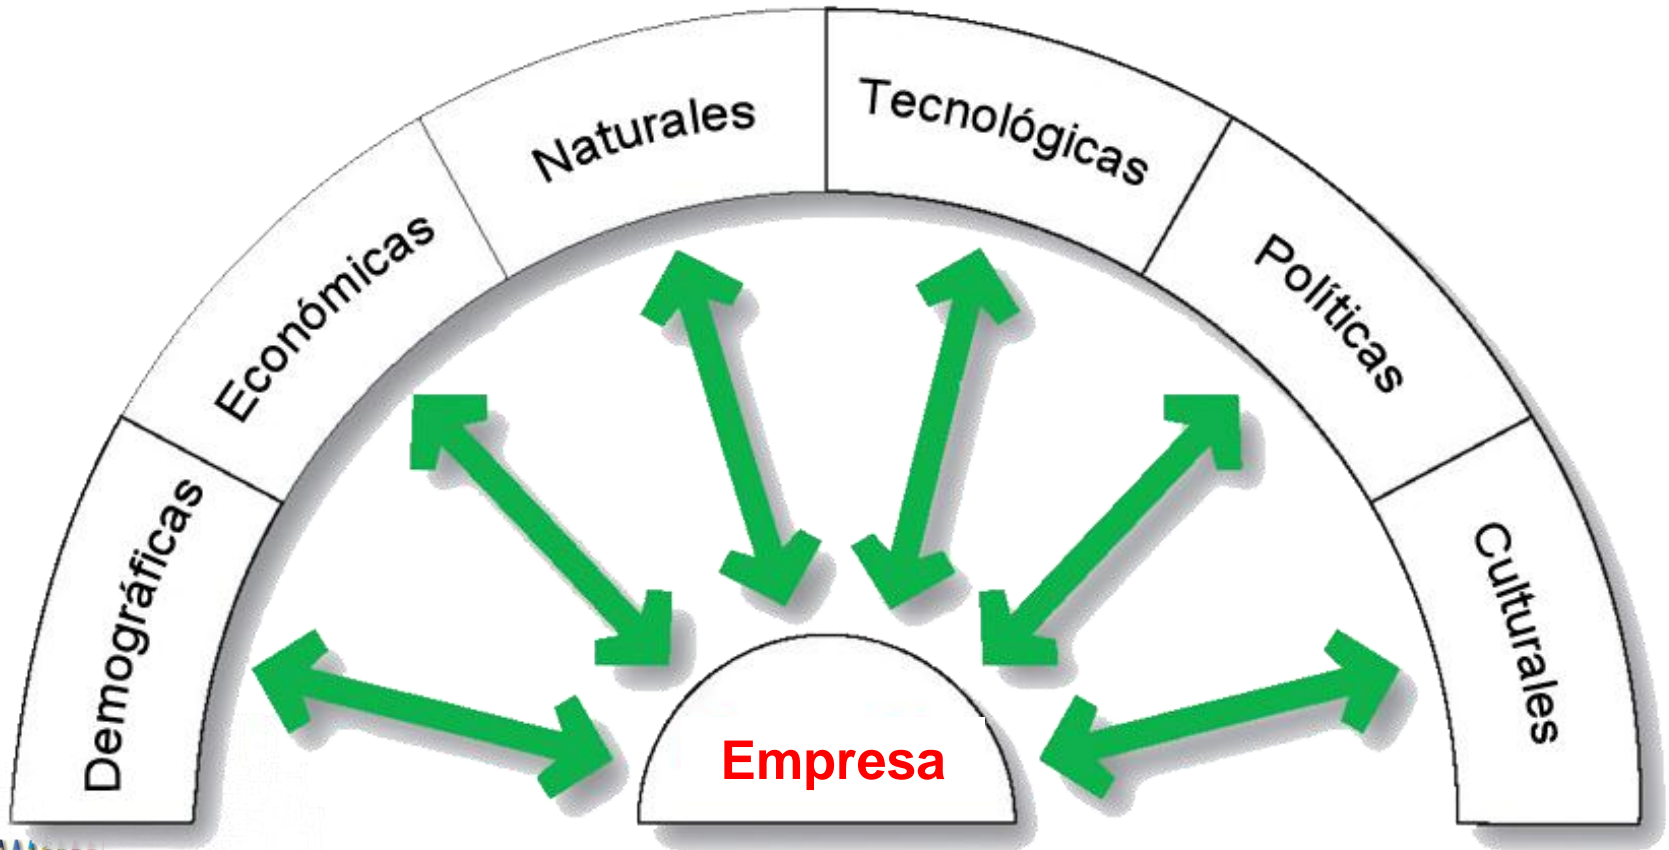 Demográficas
Económicas
Naturales
Tecnológicas
Políticas
Culturales
Empresa